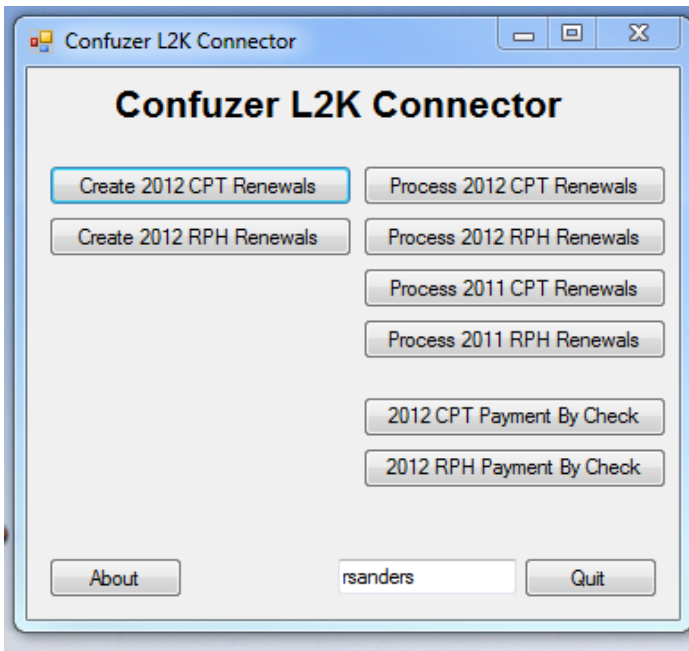 Confuzer L2K Connector
Confuzer L2K Connector
Create 2012 CPT Renewals
Process 2012 CPT Renewals
Create 2012 RPH Renewals
Process 2012 RPH Renewals
Process 2011 CPT Renewals
Process 2011 RPH Renewals
2012 CPT Payment By Check
2012 RPH Payment By Check
About
rsanders
Quit